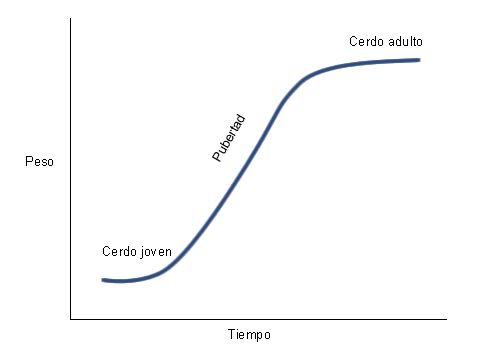 Cerdo adulto
Pubertad
Peso
Cerdo joven
Tiempo